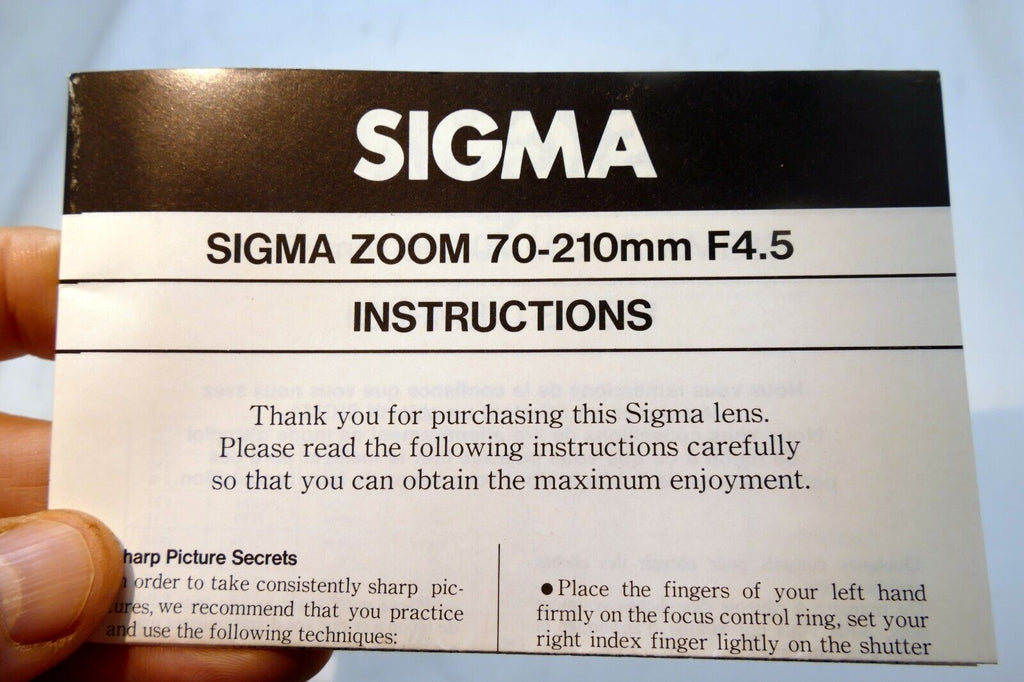 SIGMA
SIGMA ZOOM 70-210mm F4.5
INSTRUCTIONS
Thank you for purchasing this Sigma lens.
Please read the following instructions carefully
so that you can obtain the maximum enjoyment.
harp Picture Secrets
order to take consistently sharp pic-
ures, we recommend that you practice
and use the following techniques:
● Place the fingers of your left hand
firmly on the focus control ring, set your
right index finger lightly on the shutter